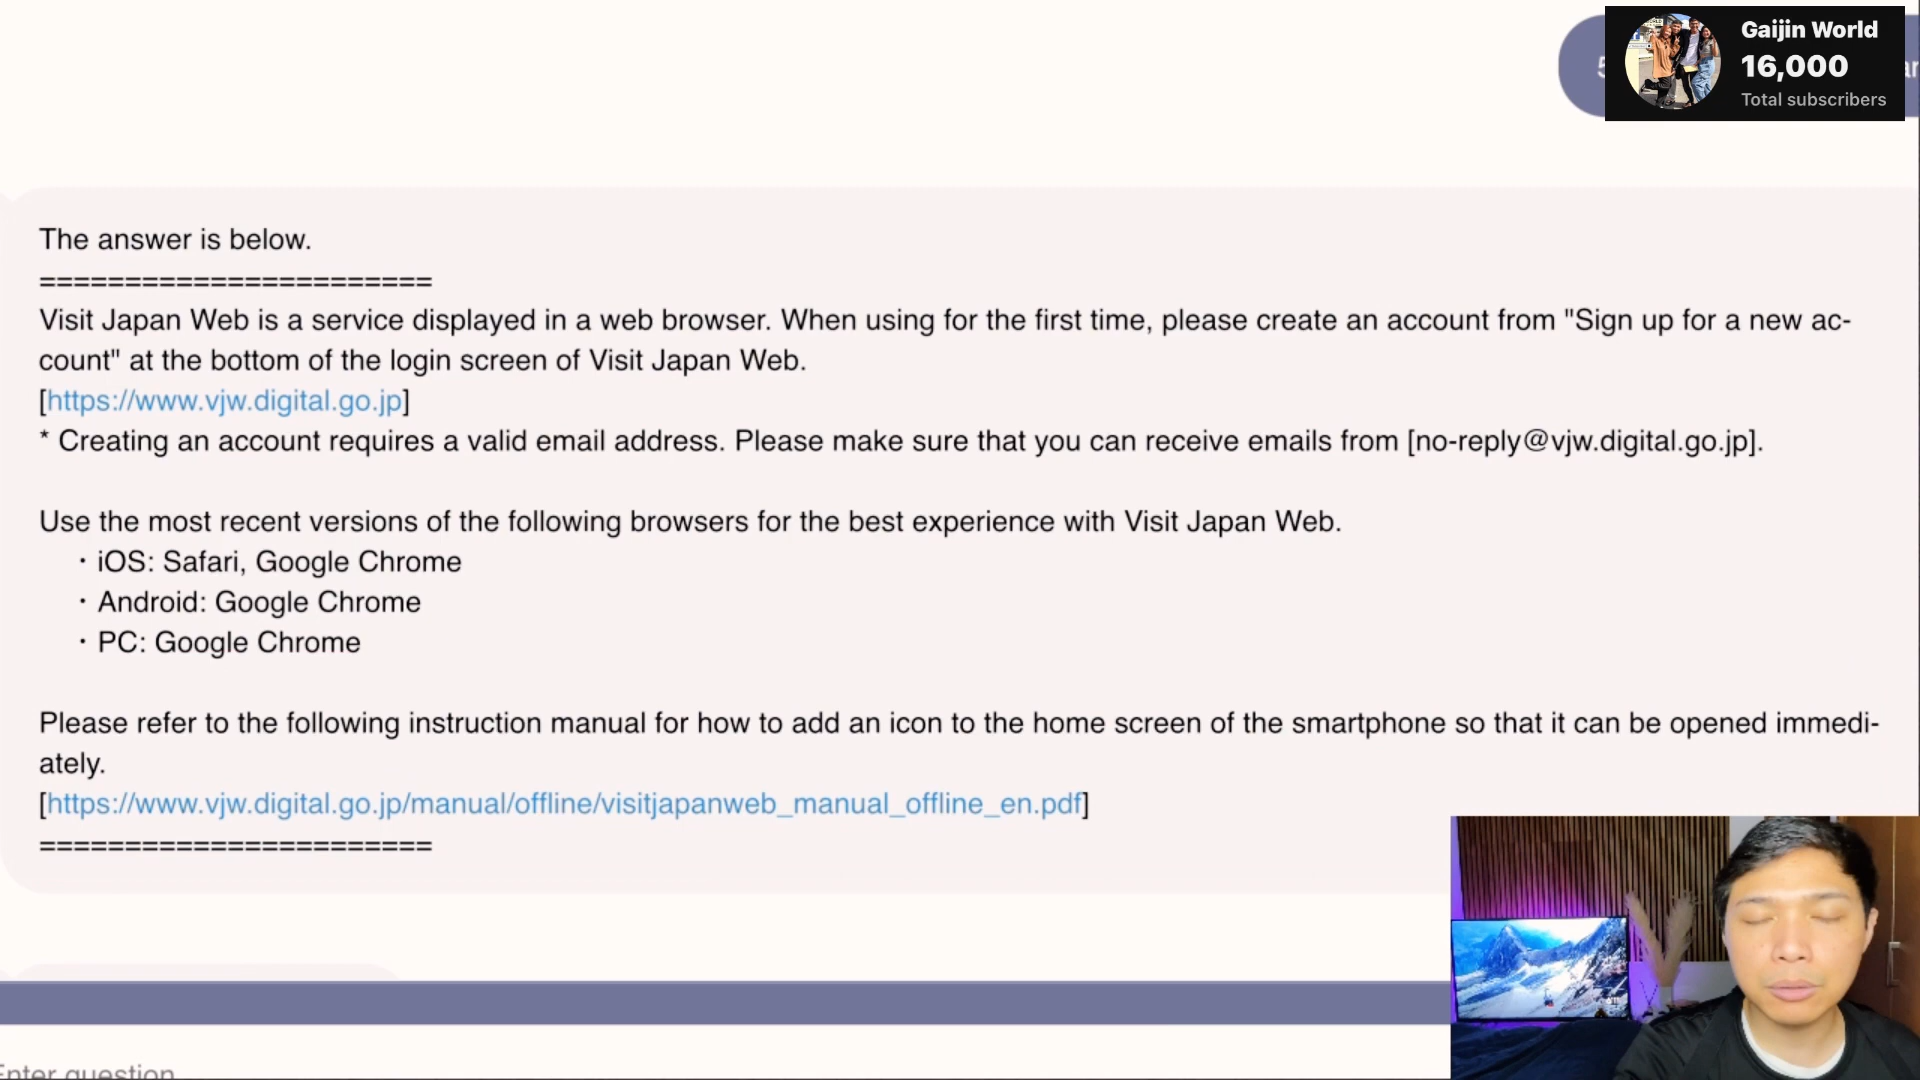 Gaijin World
16,000
Total subscribers
The answer is below.
=======================
Visit Japan Web is a service displayed in a web browser. When using for the first time, please create an account from "Sign up for a new ac-
count" at the bottom of the login screen of Visit Japan Web.
[https://www.vjw.digital.go.jp]
* Creating an account requires a valid email address. Please make sure that you can receive emails from [no-reply@vjw.digital.go.jp].
Use the most recent versions of the following browsers for the best experience with Visit Japan Web.
・iOS: Safari, Google Chrome
・Android: Google Chrome
・PC: Google Chrome
Please refer to the following instruction manual for how to add an icon to the home screen of the smartphone so that it can be opened immedi-
ately.
[https://www.vjw.digital.go.jp/manual/offline/visitjapanweb_manual_offline_en.pdf]
=======================
Enter question